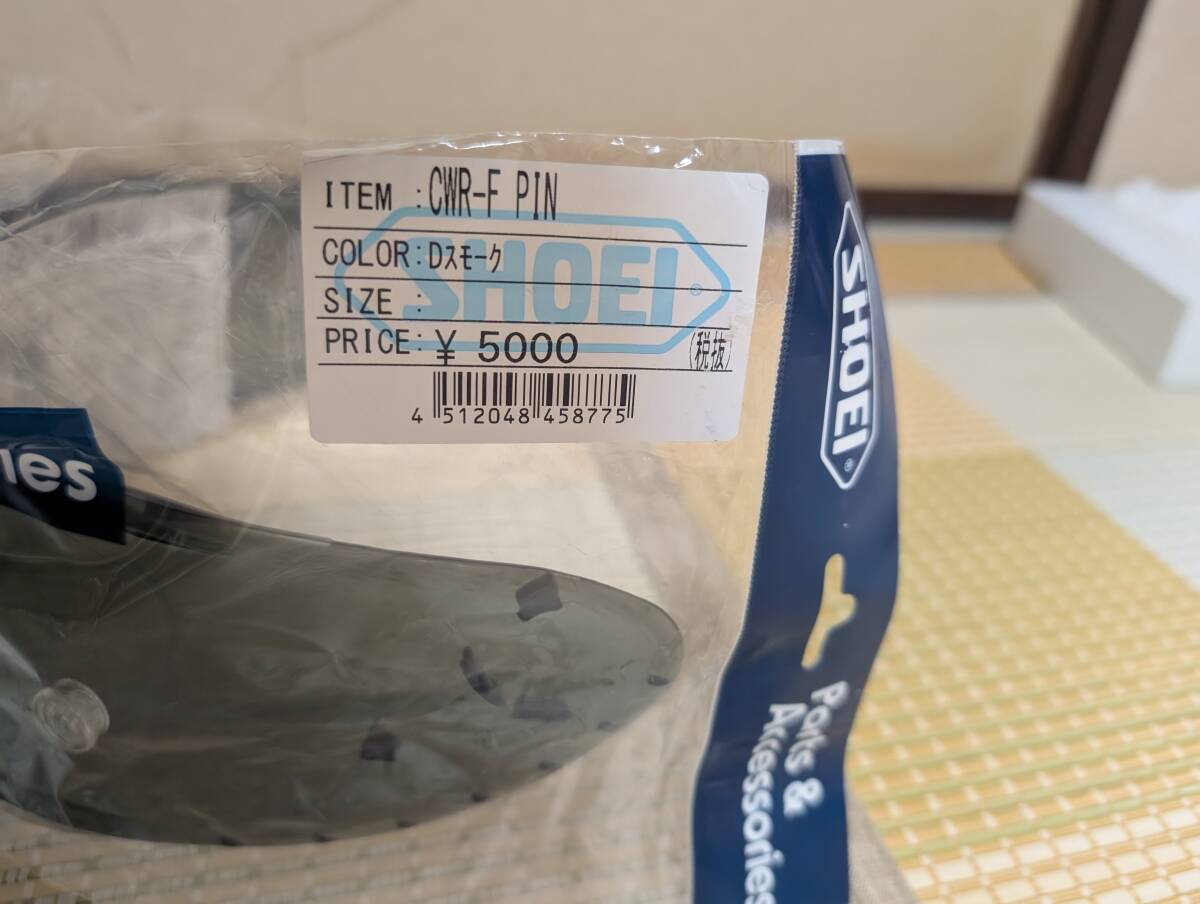 ITEM :CWR-F PIN
COLOR:Dスモーク
SIZE :
PRICE:¥ 5000 (税抜)
SHOEI®
4 512048 458775
SHOEI®
Parts &
Accessories
ies